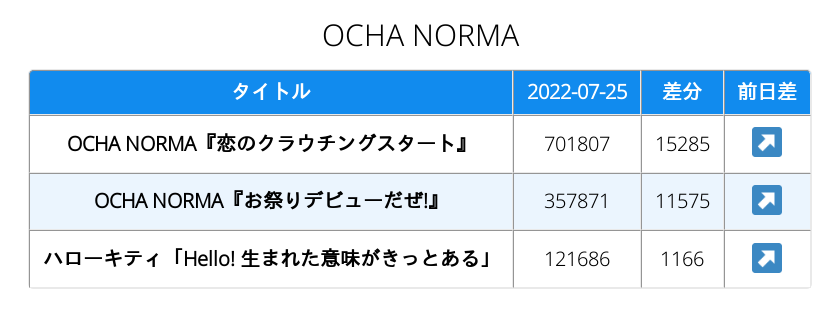 OCHA NORMA
タイトル 2022-07-25 差分 前日差
OCHA NORMA『恋のクラウチングスタート』 701807 15285
OCHA NORMA『お祭りデビューだぜ!』 357871 11575
ハローキティ「Hello! 生まれた意味がきっとある」 121686 1166